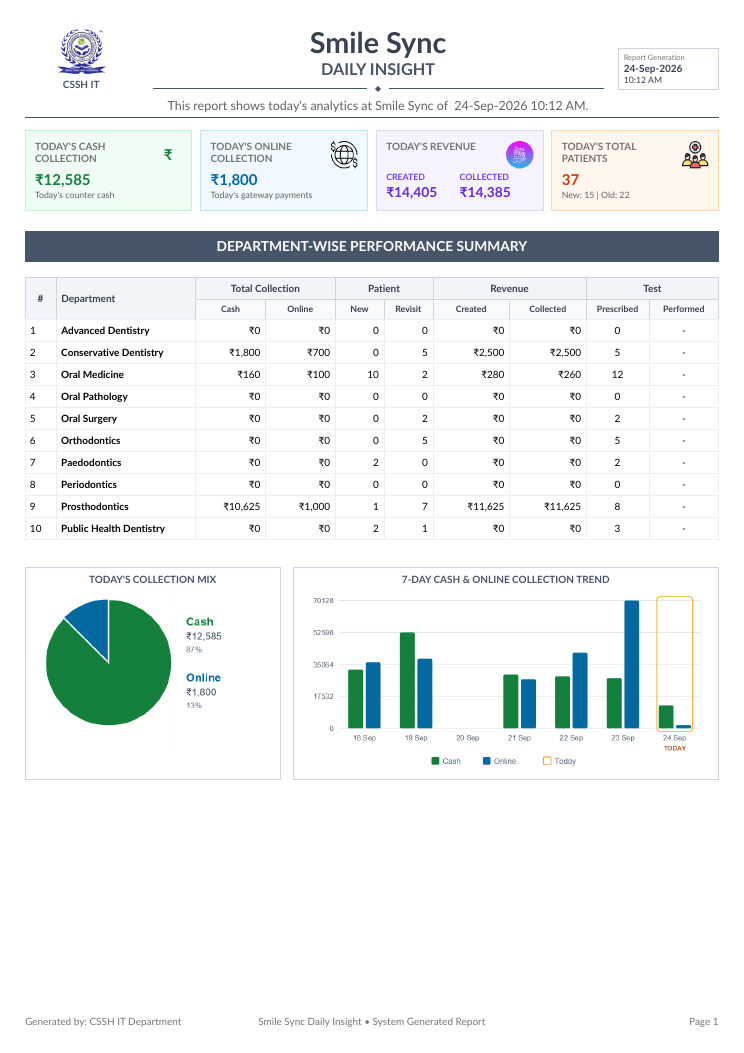 CSSH IT
Smile Sync
DAILY INSIGHT
Report Generation
24-Sep-2026
10:12 AM
This report shows today's analytics at Smile Sync of 24-Sep-2026 10:12 AM.
TODAY'S CASH
COLLECTION
₹
₹12,585
Today's counter cash
TODAY'S ONLINE
COLLECTION
₹1,800
Today's gateway payments
TODAY'S REVENUE
CREATED COLLECTED
₹14,405 ₹14,385
TODAY'S TOTAL
PATIENTS
37
New: 15 | Old: 22
DEPARTMENT-WISE PERFORMANCE SUMMARY
# Department Total Collection Patient Revenue Test
Cash Online New Revisit Created Collected Prescribed Performed
1 Advanced Dentistry ₹0 ₹0 0 0 ₹0 ₹0 0 -
2 Conservative Dentistry ₹1,800 ₹700 0 5 ₹2,500 ₹2,500 5 -
3 Oral Medicine ₹160 ₹100 10 2 ₹280 ₹260 12 -
4 Oral Pathology ₹0 ₹0 0 0 ₹0 ₹0 0 -
5 Oral Surgery ₹0 ₹0 0 2 ₹0 ₹0 2 -
6 Orthodontics ₹0 ₹0 0 5 ₹0 ₹0 5 -
7 Paedodontics ₹0 ₹0 2 0 ₹0 ₹0 2 -
8 Periodontics ₹0 ₹0 0 0 ₹0 ₹0 0 -
9 Prosthodontics ₹10,625 ₹1,000 1 7 ₹11,625 ₹11,625 8 -
10 Public Health Dentistry ₹0 ₹0 2 1 ₹0 ₹0 3 -
TODAY'S COLLECTION MIX
Cash
₹12,585
87%
Online
₹1,800
13%
7-DAY CASH & ONLINE COLLECTION TREND
70128
52596
35064
17532
0
18 Sep 19 Sep 20 Sep 21 Sep 22 Sep 23 Sep 24 Sep
TODAY
Cash Online Today
Generated by: CSSH IT Department Smile Sync Daily Insight • System Generated Report Page 1